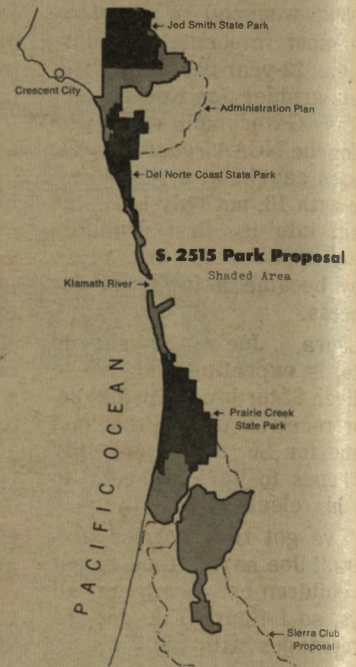 Jed Smith State Park
Crescent City
Administration Plan
Del Norte Coast State Park
S. 2515 Park Proposal
Shaded Area
Klamath River
Prairie Creek
State Park
PACIFIC OCEAN
Sierra Club
Proposal